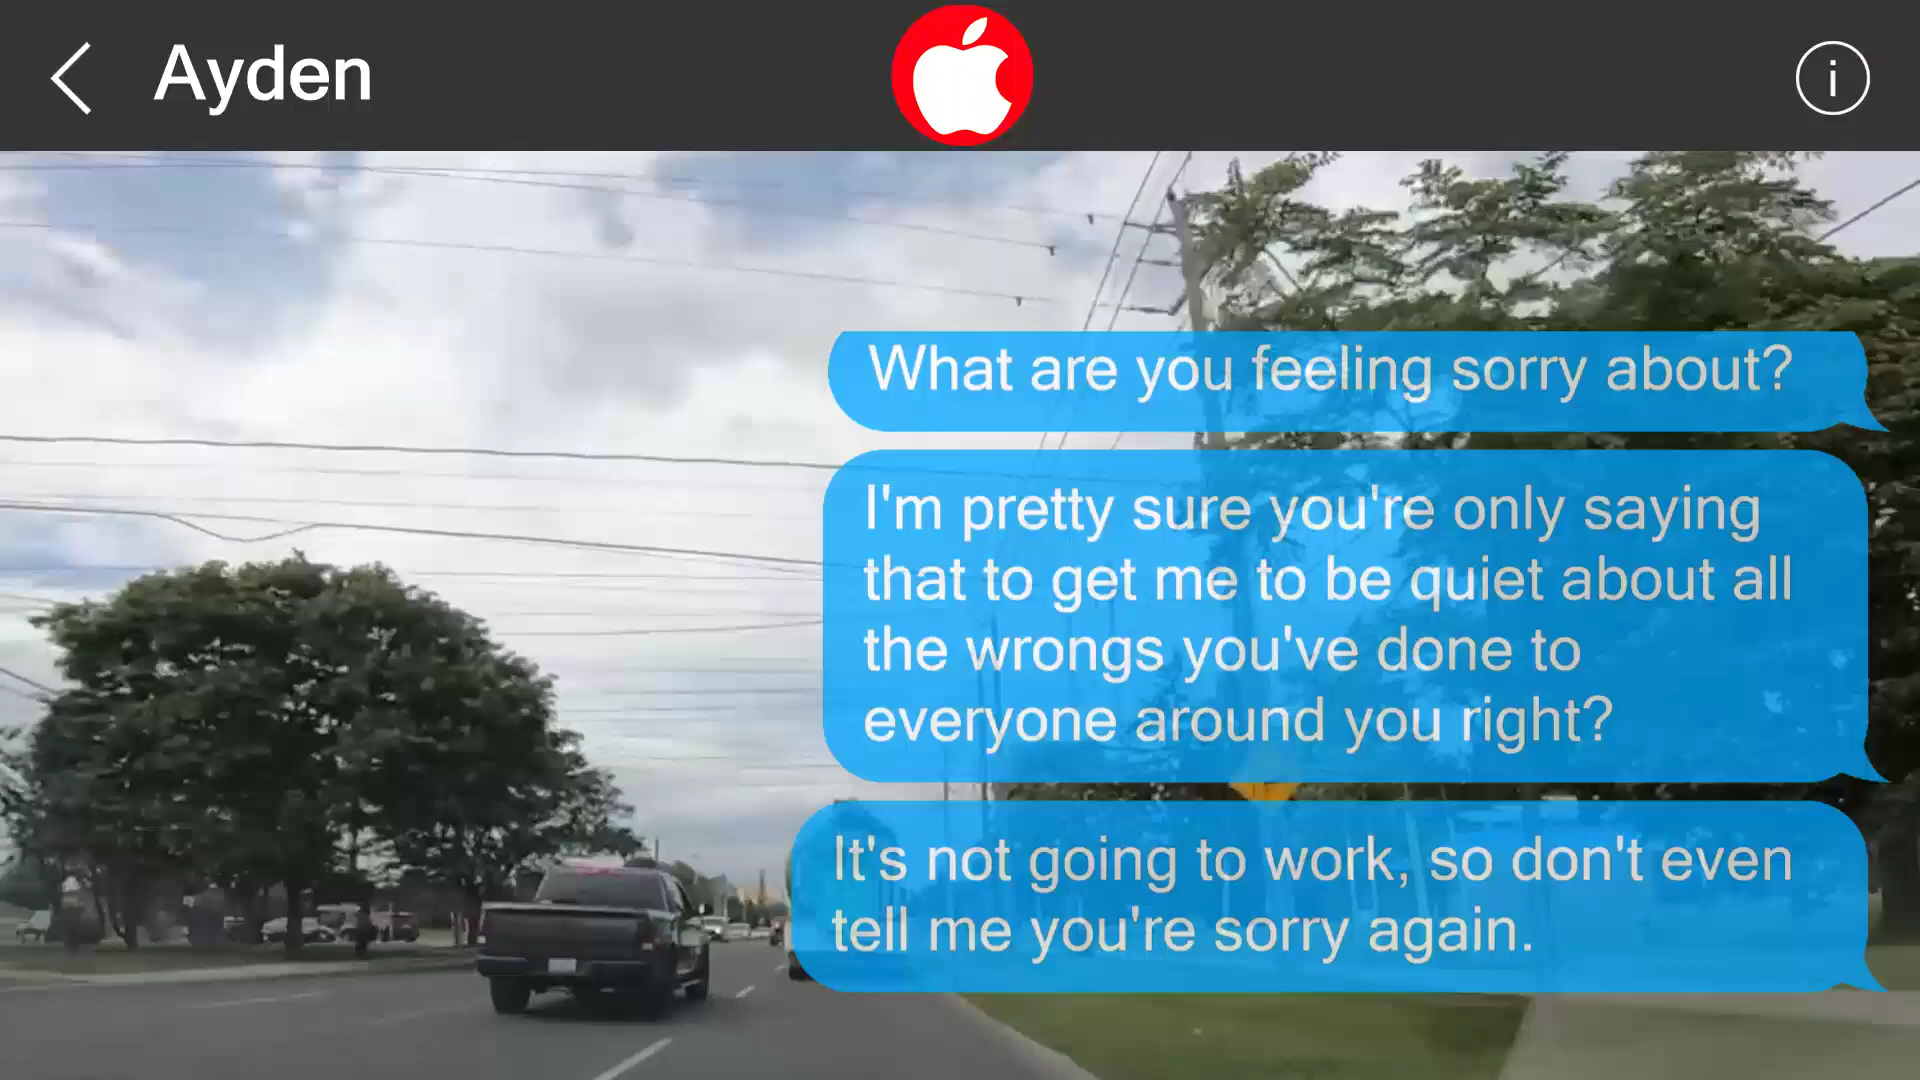 Ayden
i
What are you feeling sorry about?
I'm pretty sure you're only saying
that to get me to be quiet about all
the wrongs you've done to
everyone around you right?
It's not going to work, so don't even
tell me you're sorry again.